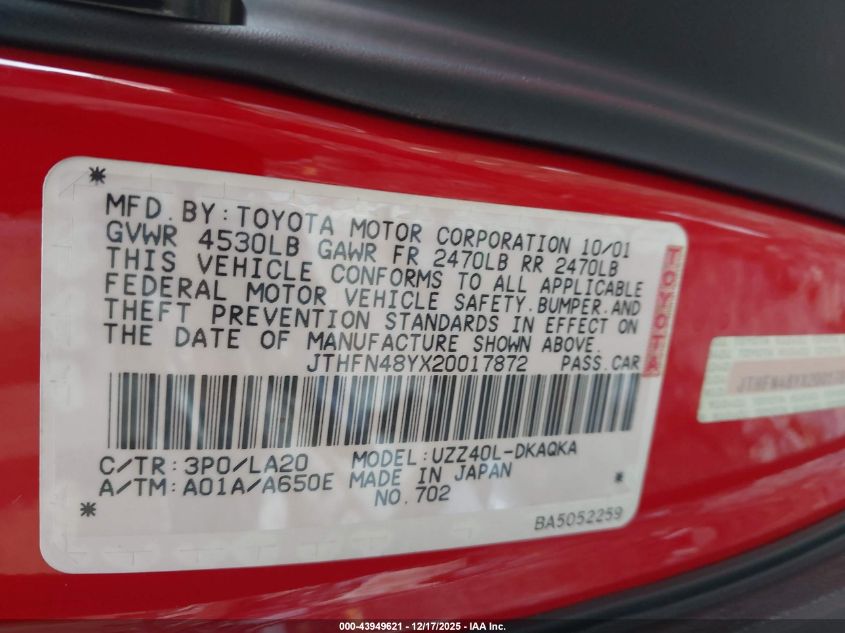 MFD.BY:TOYOTA MOTOR CORPORATION 10/01
GVWR 4530LB GAWR FR 2470LB RR 2470LB
THIS VEHICLE CONFORMS TO ALL APPLICABLE
FEDERAL MOTOR VEHICLE SAFETY.BUMPER.AND
THEFT PREVENTION STANDARDS IN EFFECT ON
THE DATE OF MANUFACTURE SHOWN ABOVE.
JTHFN48YX20017872 PASS.CAR
TOYOTA
C/TR:3P0/LA20 MODEL:UZZ40L-DKAQKA
A/TM:A01A/A650E MADE IN JAPAN
NO.702
BA5052259
JTHFN48YX20017
000-43949621 - 12/17/2025 - IAA Inc.